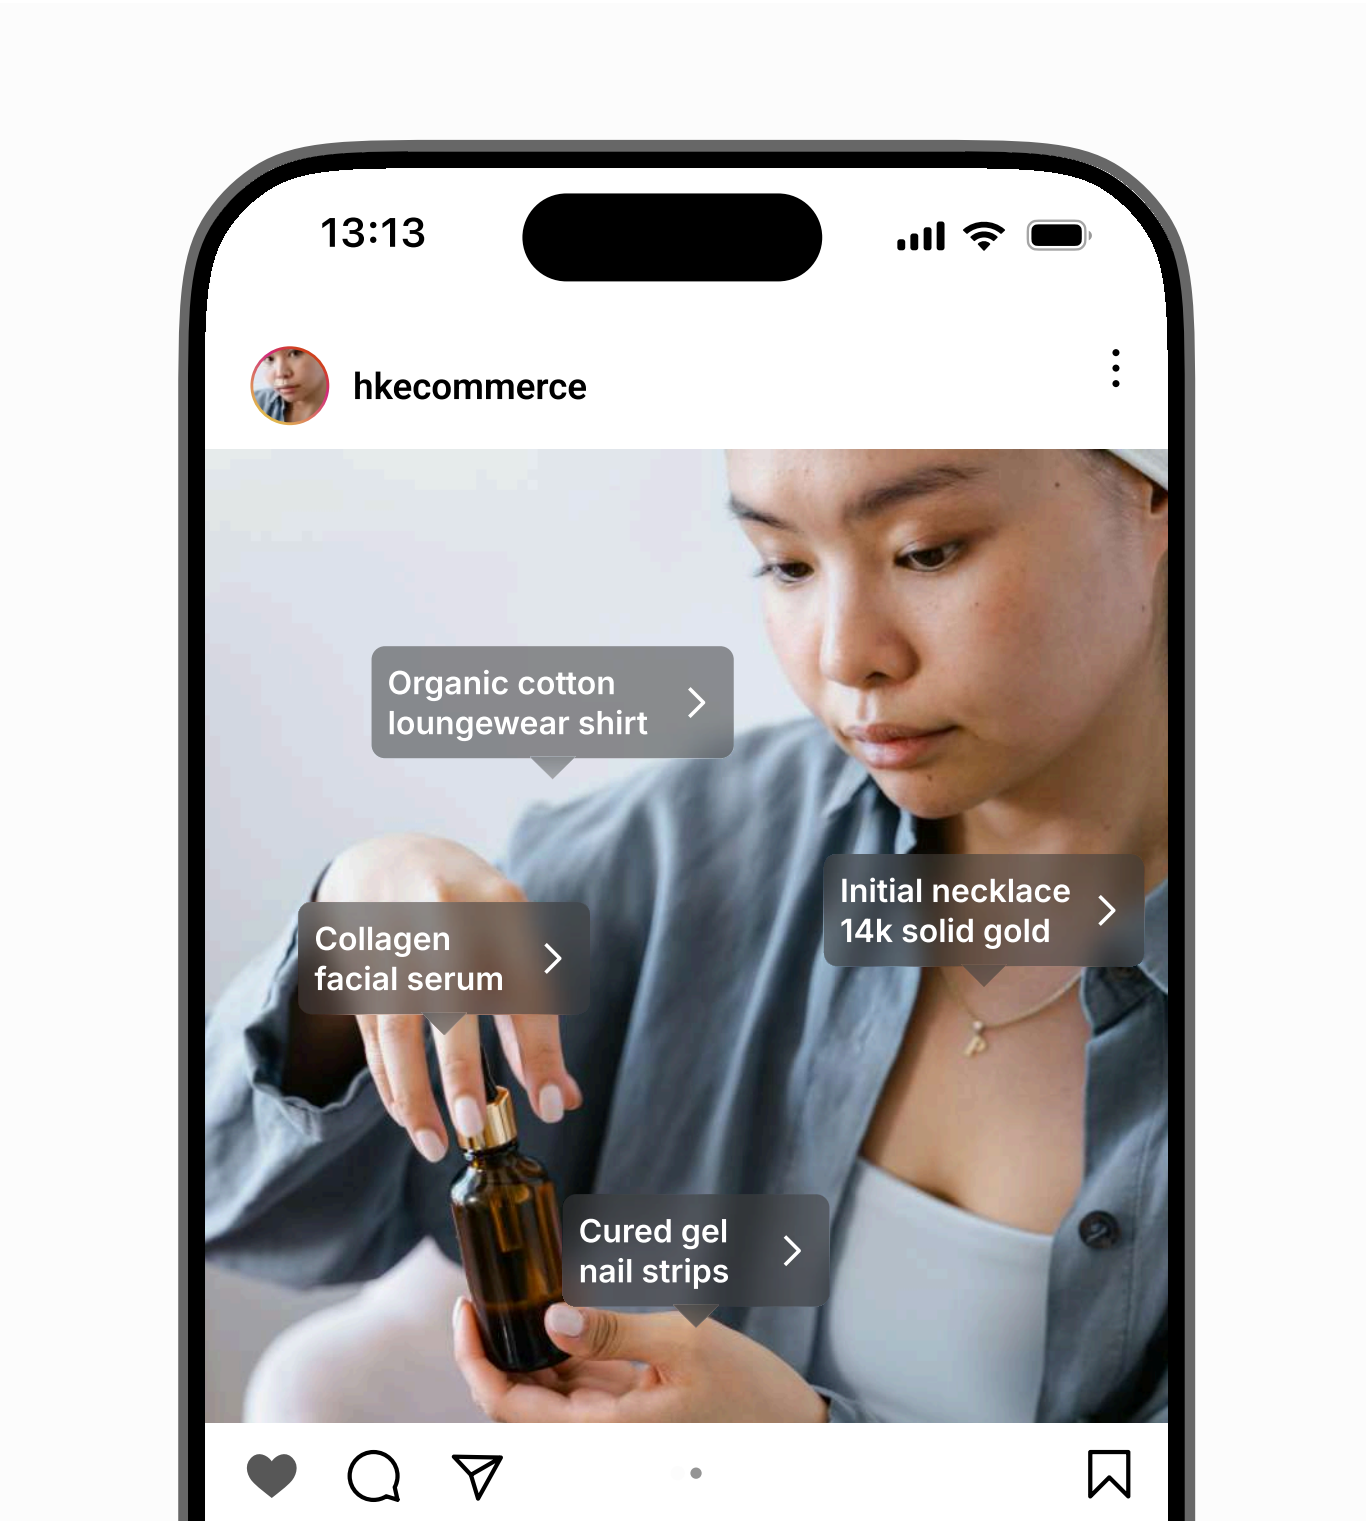 13:13
hkecommerce
Organic cotton
loungewear shirt
Initial necklace
14k solid gold
Collagen
facial serum
Cured gel
nail strips